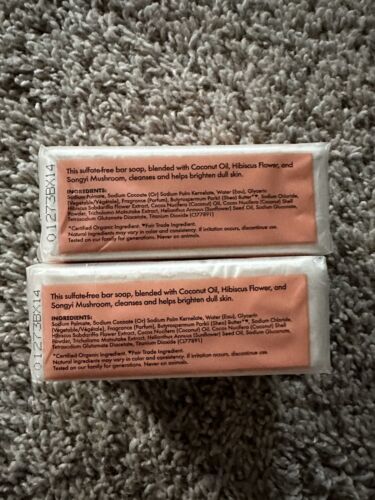 01273BX14
This sulfate-free bar soap, blended with Coconut Oil, Hibiscus Flower, and
Songyi Mushroom, cleanses and helps brighten dull skin.
INGREDIENTS:
Sodium Palmate, Sodium Cocoate (Or) Sodium Palm Kernelate, Water (Eau), Glycerin
(Vegetable/Végétale), Fragrance (Parfum), Butyrospermum Parkii (Shea) Butter*♥, Sodium Chloride,
Hibiscus Sabdariffa Flower Extract, Cocos Nucifera (Coconut) Oil, Cocos Nucifera (Coconut) Shell
Powder, Tricholoma Matsutake Extract, Helianthus Annuus (Sunflower) Seed Oil, Sodium Gluconate,
Tetrasodium Glutamate Diacetate, Titanium Dioxide (CI77891)
*Certified Organic Ingredient. ♥Fair Trade Ingredient.
Natural ingredients may vary in color and consistency. If irritation occurs, discontinue use.
Tested on our family for generations. Never on animals.
01273BX14
This sulfate-free bar soap, blended with Coconut Oil, Hibiscus Flower, and
Songyi Mushroom, cleanses and helps brighten dull skin.
INGREDIENTS:
Sodium Palmate, Sodium Cocoate (Or) Sodium Palm Kernelate, Water (Eau), Glycerin
(Vegetable/Végétale), Fragrance (Parfum), Butyrospermum Parkii (Shea) Butter*♥, Sodium Chloride,
Hibiscus Sabdariffa Flower Extract, Cocos Nucifera (Coconut) Oil, Cocos Nucifera (Coconut) Shell
Powder, Tricholoma Matsutake Extract, Helianthus Annuus (Sunflower) Seed Oil, Sodium Gluconate,
Tetrasodium Glutamate Diacetate, Titanium Dioxide (CI77891)
*Certified Organic Ingredient. ♥Fair Trade Ingredient.
Natural ingredients may vary in color and consistency. If irritation occurs, discontinue use.
Tested on our family for generations. Never on animals.